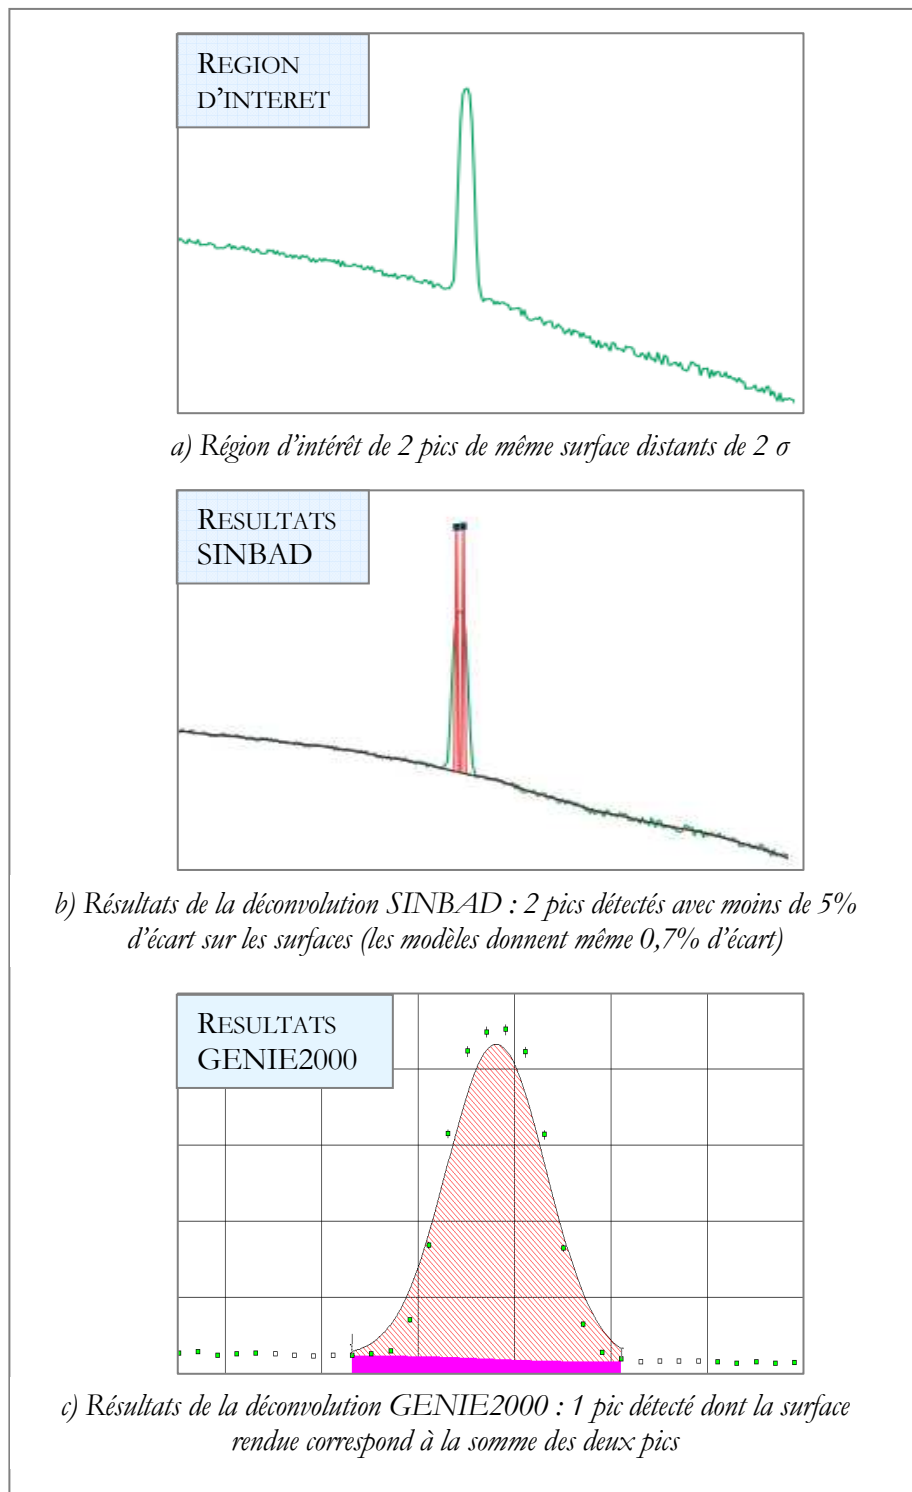 REGION
D'INTERET
a) Région d'intérêt de 2 pics de même surface distants de 2 σ
RESULTATS
SINBAD
b) Résultats de la déconvolution SINBAD : 2 pics détectés avec moins de 5%
d'écart sur les surfaces (les modèles donnent même 0,7% d'écart)
RESULTATS
GENIE2000
c) Résultats de la déconvolution GENIE2000 : 1 pic détecté dont la surface
rendue correspond à la somme des deux pics